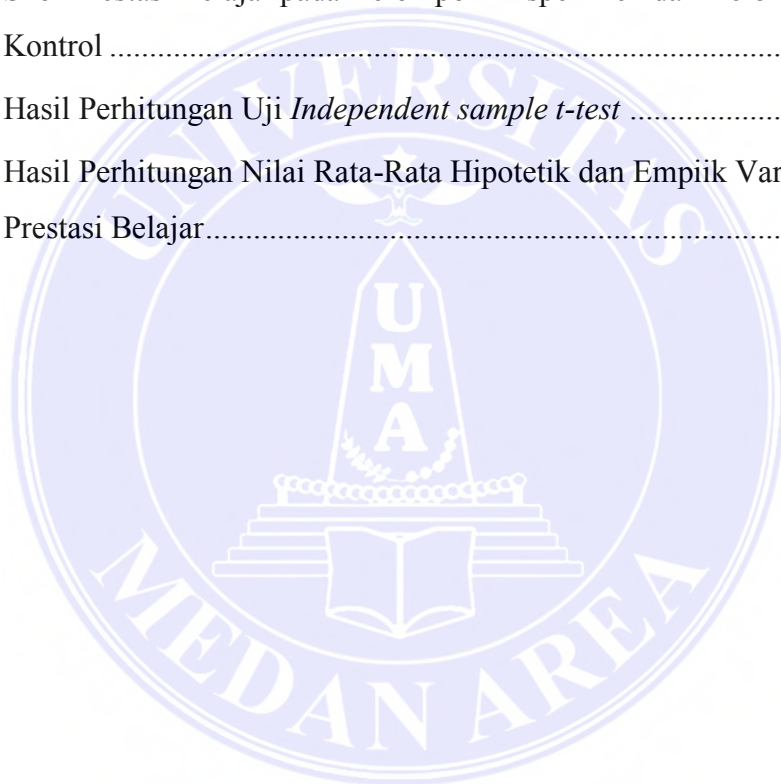 Kontrol ....................................................................................
Hasil Perhitungan Uji Independent sample t-test ...................
Hasil Perhitungan Nilai Rata-Rata Hipotetik dan Empiik Var
Prestasi Belajar........................................................................
UNIVERSITAS
UMA
MEDAN AREA